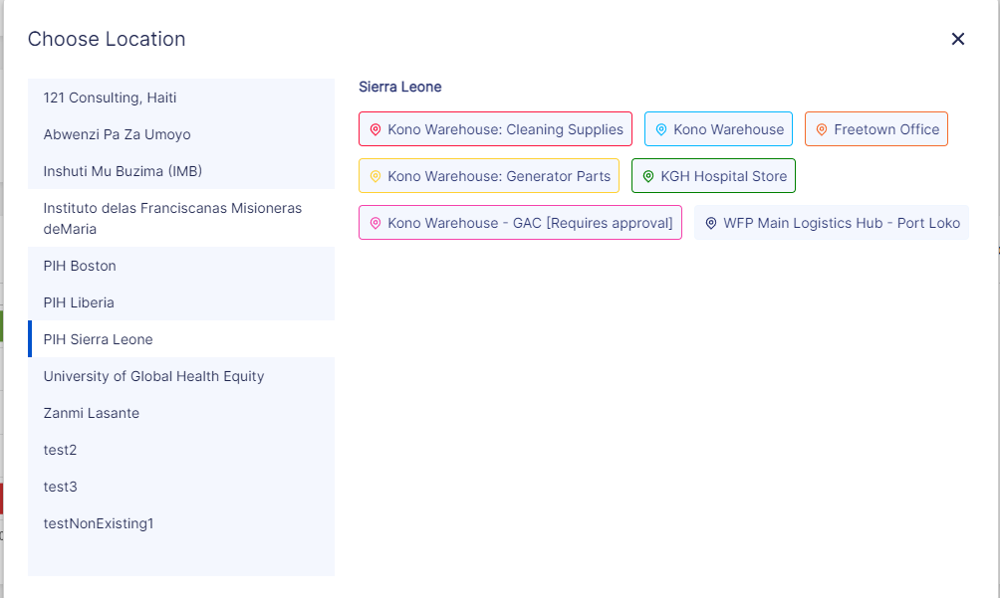 Choose Location
121 Consulting, Haiti
Abwenzi Pa Za Umoyo
Inshuti Mu Buzima (IMB)
Instituto delas Franciscanas Misioneras
deMaria
PIH Boston
PIH Liberia
PIH Sierra Leone
University of Global Health Equity
Zanmi Lasante
test2
test3
testNonExisting1
Sierra Leone
Kono Warehouse: Cleaning Supplies
Kono Warehouse
Freetown Office
Kono Warehouse: Generator Parts
KGH Hospital Store
Kono Warehouse - GAC [Requires approval]
WFP Main Logistics Hub - Port Loko